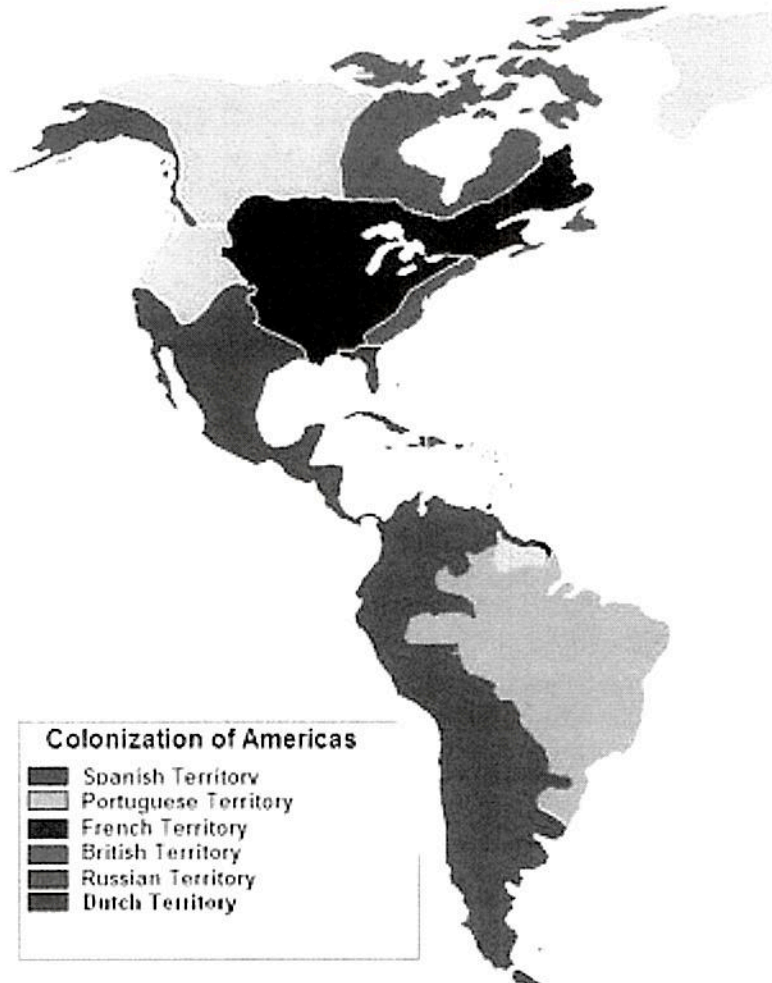 Colonization of Americas
Spanish Territory
Portuguese Territory
French Territory
British Territory
Russian Territory
Dutch Territory